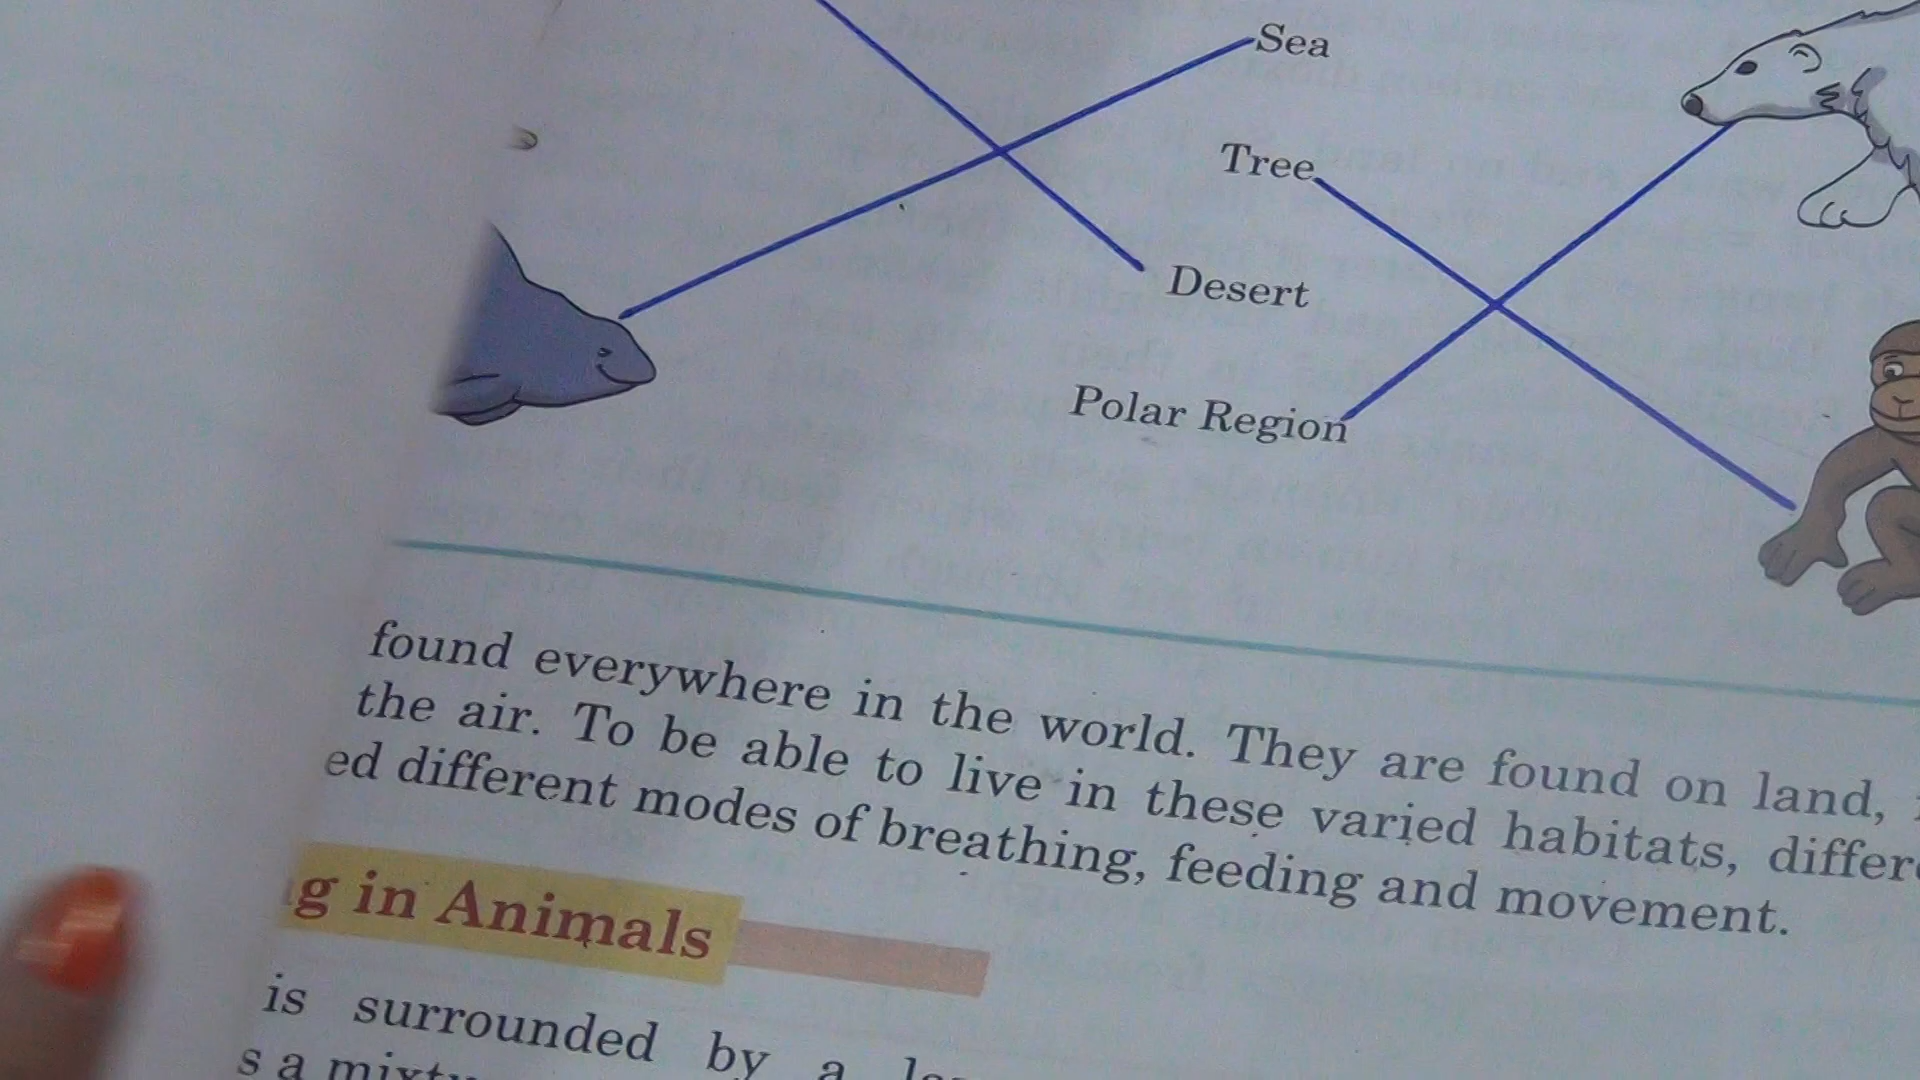 Sea
Tree
Desert
Polar Region
found everywhere in the world. They are found on land,
the air. To be able to live in these varied habitats,
ed different modes of breathing, feeding and movement.
g in Animals
is surrounded by a
s a